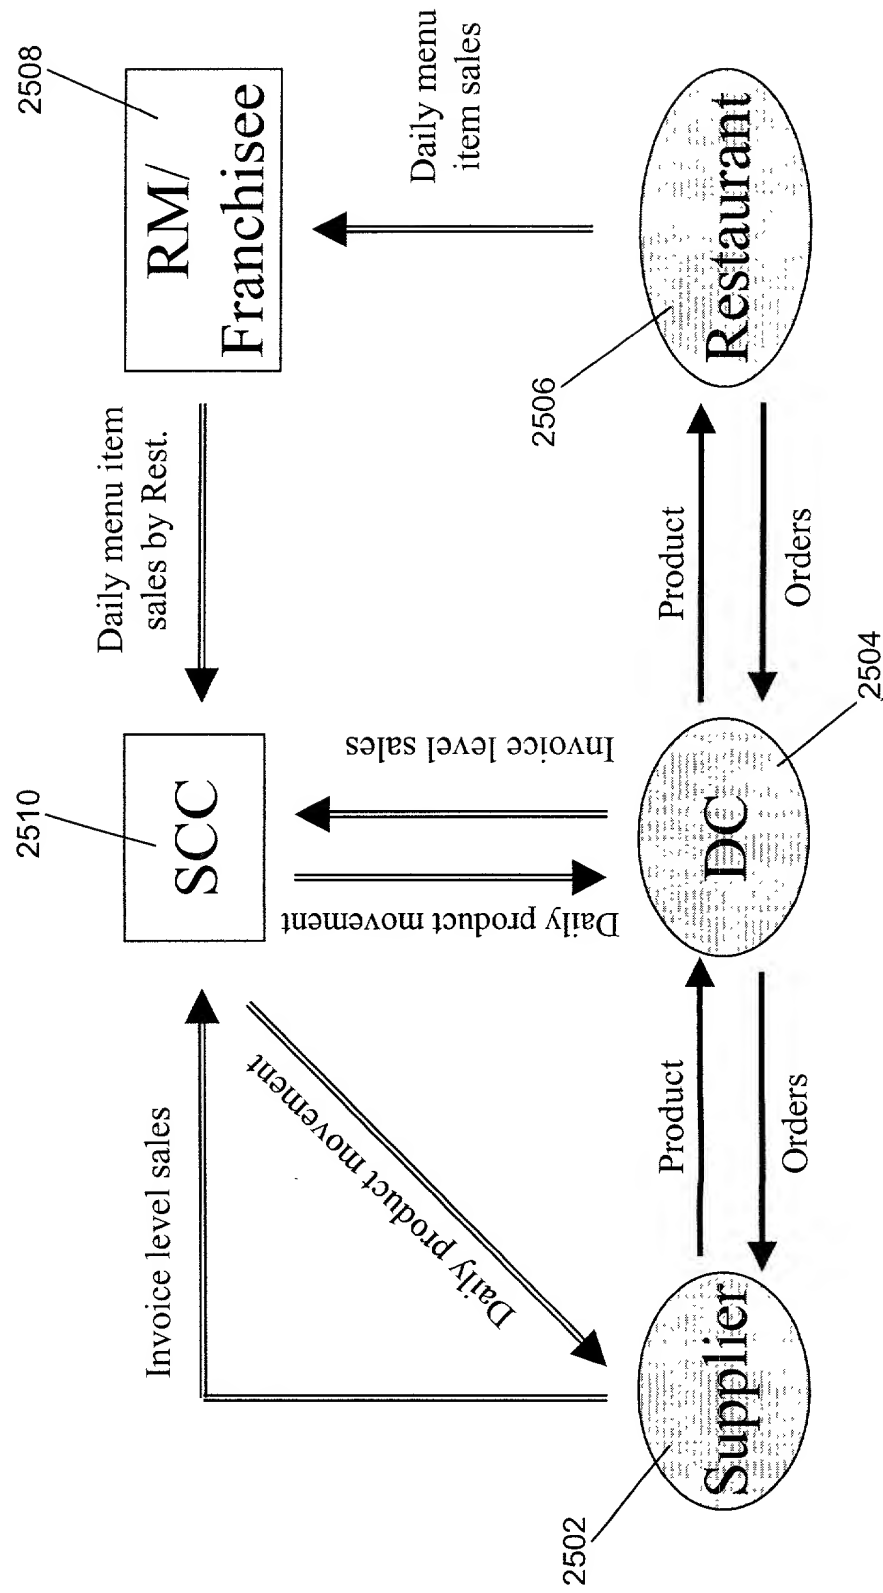 2510
SCC
2508
RM/
Franchisee
Invoice level sales
Daily menu item
sales by Rest.
Daily product movement
Daily product movement
Invoice level sales
Daily menu
item sales
2502
Supplier
Product
Orders
DC
2504
Product
Orders
2506
Restaurant